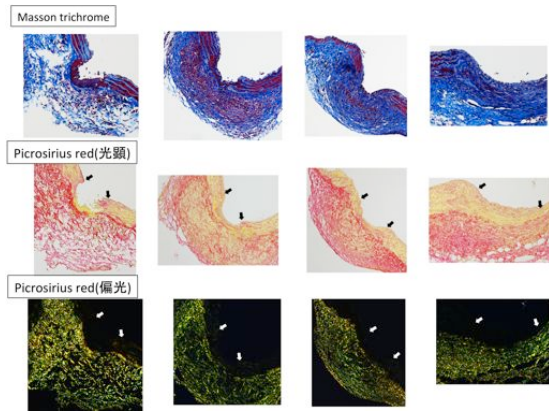 Masson trichrome
Picrosirius red(光顕)
Picrosirius red(偏光)